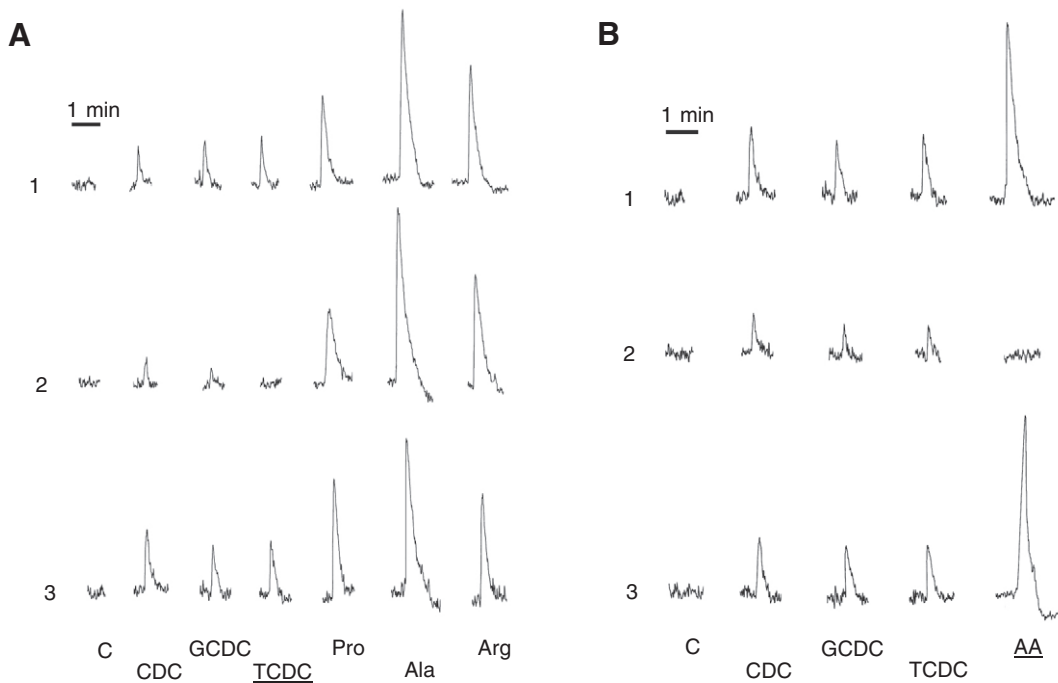 A
1 min
1
2
3
C CDC GCDC TCDC Pro Ala Arg
B
1 min
1
2
3
C CDC GCDC TCDC AA